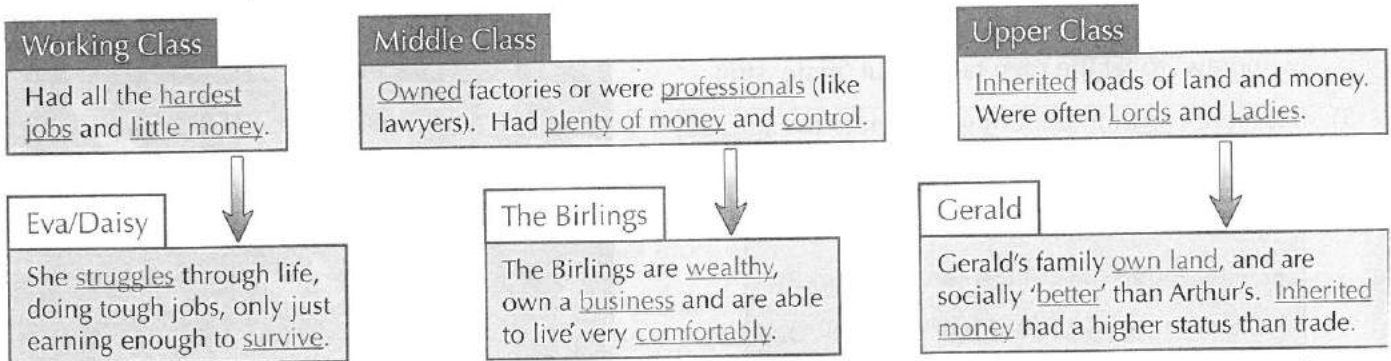 Working Class
Had all the hardest
jobs and little money.
Eva/Daisy
She struggles through life,
doing tough jobs, only just
earning enough to survive.
Middle Class
Owned factories or were professionals (like
lawyers). Had plenty of money and control.
The Birlings
The Birlings are wealthy,
own a business and are able
to live very comfortably.
Upper Class
Inherited loads of land and money.
Were often Lords and Ladies.
Gerald
Gerald's family own land, and are
socially 'better' than Arthur's. Inherited
money had a higher status than trade.